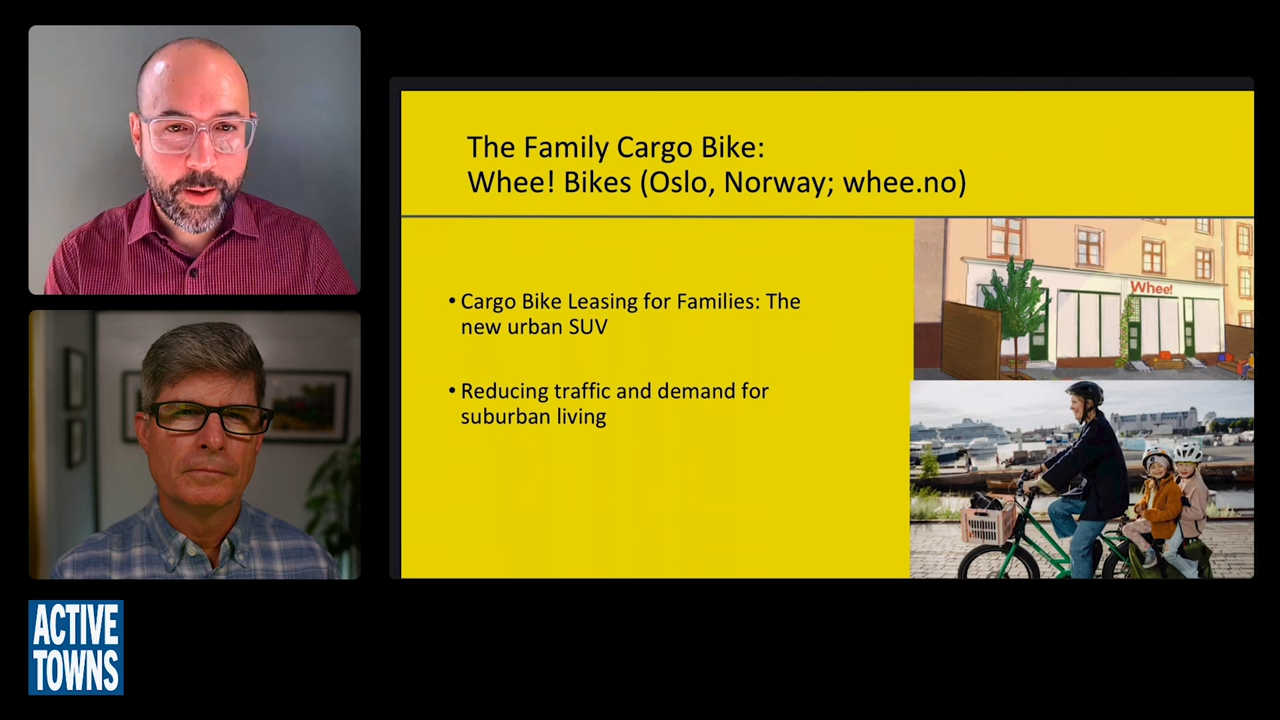 The Family Cargo Bike:
Whee! Bikes (Oslo, Norway; whee.no)
• Cargo Bike Leasing for Families: The
new urban SUV
• Reducing traffic and demand for
suburban living
Whee!
ACTIVE
TOWNS